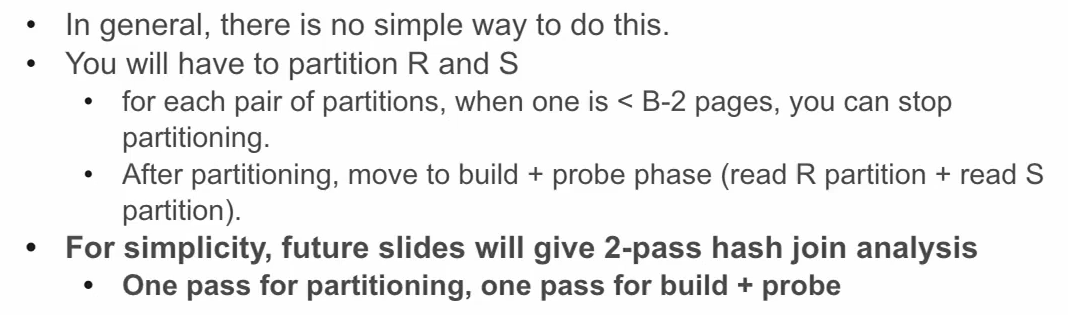 • In general, there is no simple way to do this.
• You will have to partition R and S
• for each pair of partitions, when one is < B-2 pages, you can stop
partitioning.
• After partitioning, move to build + probe phase (read R partition + read S
partition).
• For simplicity, future slides will give 2-pass hash join analysis
• One pass for partitioning, one pass for build + probe